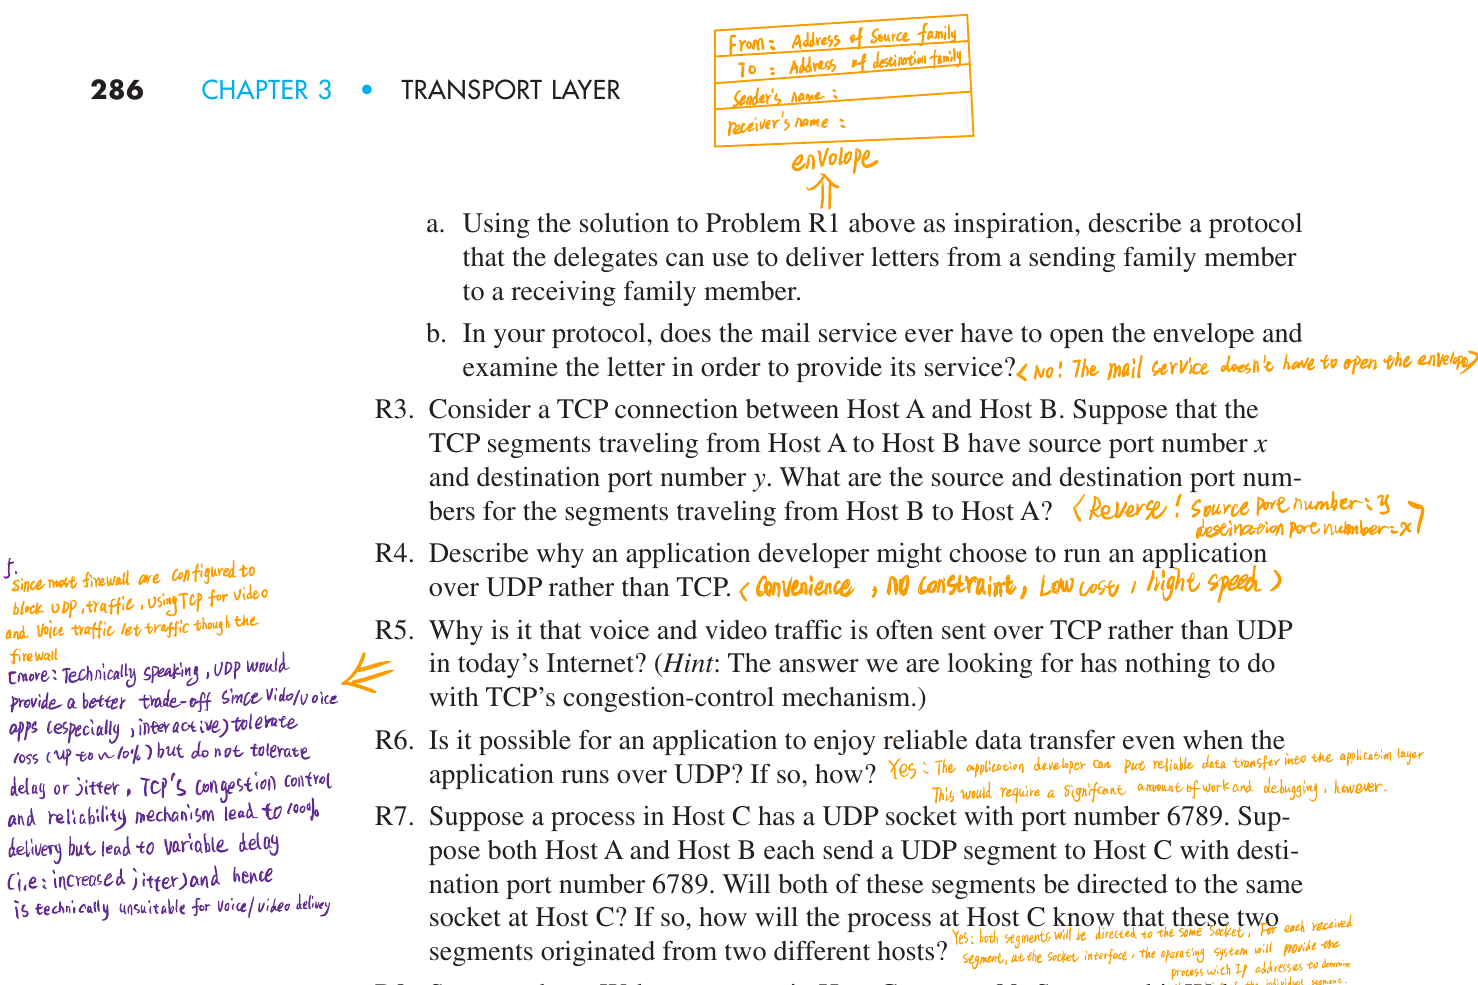 From: Address of Source family
To : Address of destination family
Sender's name :
receiver's name :
enVolope
286 CHAPTER 3 • TRANSPORT LAYER
a. Using the solution to Problem R1 above as inspiration, describe a protocol
that the delegates can use to deliver letters from a sending family member
to a receiving family member.
b. In your protocol, does the mail service ever have to open the envelope and
examine the letter in order to provide its service? < No! The mail service doesn't have to open the envelope>
R3. Consider a TCP connection between Host A and Host B. Suppose that the
TCP segments traveling from Host A to Host B have source port number x
and destination port number y. What are the source and destination port num-
bers for the segments traveling from Host B to Host A? <Reverse! Source port number: y
destination port number=x>
R4. Describe why an application developer might choose to run an application
over UDP rather than TCP. < Convenience , no constraint, Low cost , hight speed >
R5. Why is it that voice and video traffic is often sent over TCP rather than UDP
in today's Internet? (Hint: The answer we are looking for has nothing to do
with TCP's congestion-control mechanism.)
5.
Since most firewall are configured to
block UDP, traffic, using TCP for video
and voice traffic let traffic though the
firewall
[more: Technically speaking, UDP would
provide a better trade-off since Vido/voice
apps (especially, interactive) tolerate
loss (up to ~10%) but do not tolerate
delay or jitter, TCP's congestion control
and reliability mechanism lead to 100%
delivery but lead to variable delay
(i,e: increased jitter) and hence
is technically unsuitable for voice/video delivey
R6. Is it possible for an application to enjoy reliable data transfer even when the
application runs over UDP? If so, how? Yes: The application developer can put reliable data transfer into the application layer
This would require a significant amount of work and debugging, however.
R7. Suppose a process in Host C has a UDP socket with port number 6789. Sup-
pose both Host A and Host B each send a UDP segment to Host C with desti-
nation port number 6789. Will both of these segments be directed to the same
socket at Host C? If so, how will the process at Host C know that these two
segments originated from two different hosts? Yes: both segments will be directed to the same socket, For each received
segment, at the socket interface, the operating system will provide the
process with IP addresses to determine
the individual segment.